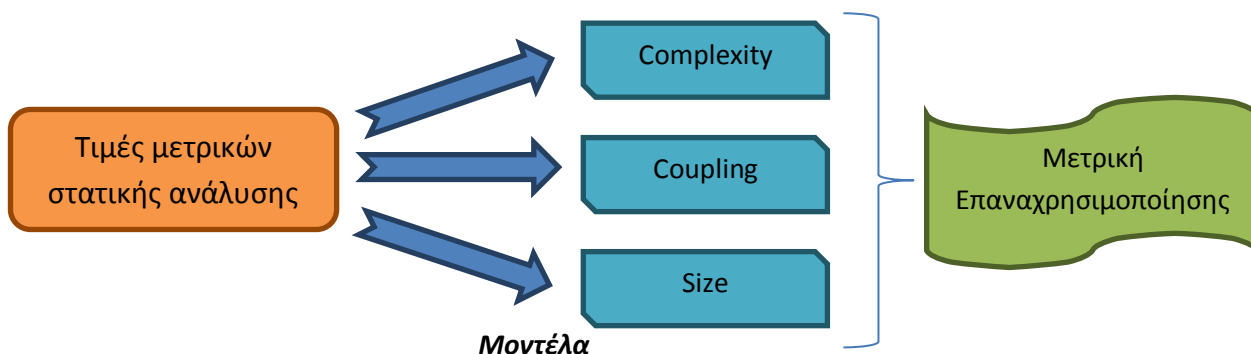 Τιμές μετρικών
στατικής ανάλυσης
Complexity
Coupling
Size
Μοντέλα
Μετρική
Επαναχρησιμοποίησης